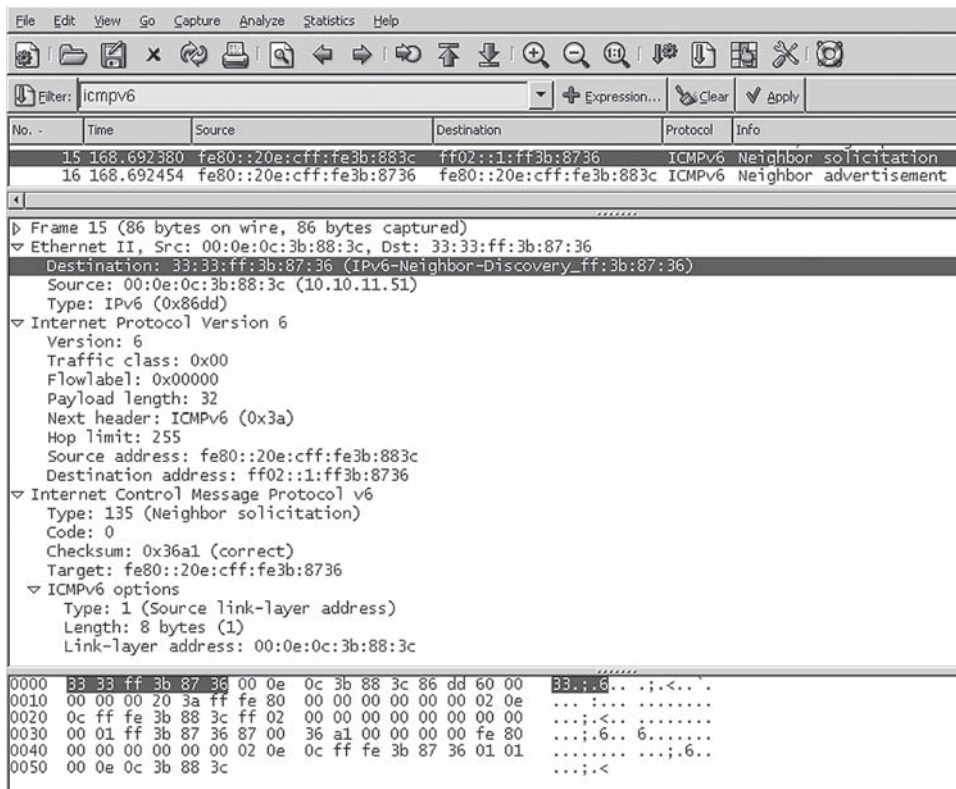 File Edit View Go Capture Analyze Statistics Help
Filter: icmpv6 Expression... Clear Apply
No. . Time Source Destination Protocol Info
15 168.692380 fe80::20e:cff:fe3b:883c ff02::1:ff3b:8736 ICMPv6 Neighbor solicitation
16 168.692454 fe80::20e:cff:fe3b:8736 fe80::20e:cff:fe3b:883c ICMPv6 Neighbor advertisement
Frame 15 (86 bytes on wire, 86 bytes captured)
Ethernet II, Src: 00:0e:0c:3b:88:3c, Dst: 33:33:ff:3b:87:36
Destination: 33:33:ff:3b:87:36 (IPv6-Neighbor-Discovery_ff:3b:87:36)
Source: 00:0e:0c:3b:88:3c (10.10.11.51)
Type: IPv6 (0x86dd)
Internet Protocol Version 6
Version: 6
Traffic class: 0x00
Flowlabel: 0x00000
Payload length: 32
Next header: ICMPv6 (0x3a)
Hop limit: 255
Source address: fe80::20e:cff:fe3b:883c
Destination address: ff02::1:ff3b:8736
Internet Control Message Protocol v6
Type: 135 (Neighbor solicitation)
Code: 0
Checksum: 0x36a1 (correct)
Target: fe80::20e:cff:fe3b:8736
ICMPv6 options
Type: 1 (Source link-layer address)
Length: 8 bytes (1)
Link-layer address: 00:0e:0c:3b:88:3c
0000 33 33 ff 3b 87 36 00 0e 0c 3b 88 3c 86 dd 60 00 33.;.6.. .;.<..`.
0010 00 00 00 20 3a ff fe 80 00 00 00 00 00 00 02 0e ... :... ........
0020 0c ff fe 3b 88 3c ff 02 00 00 00 00 00 00 00 00 ...;.<.. ........
0030 00 01 ff 3b 87 36 87 00 36 a1 00 00 00 00 fe 80 ...;.6.. 6.......
0040 00 00 00 00 00 00 02 0e 0c ff fe 3b 87 36 01 01 ........ ...;.6..
0050 00 0e 0c 3b 88 3c ...;.<